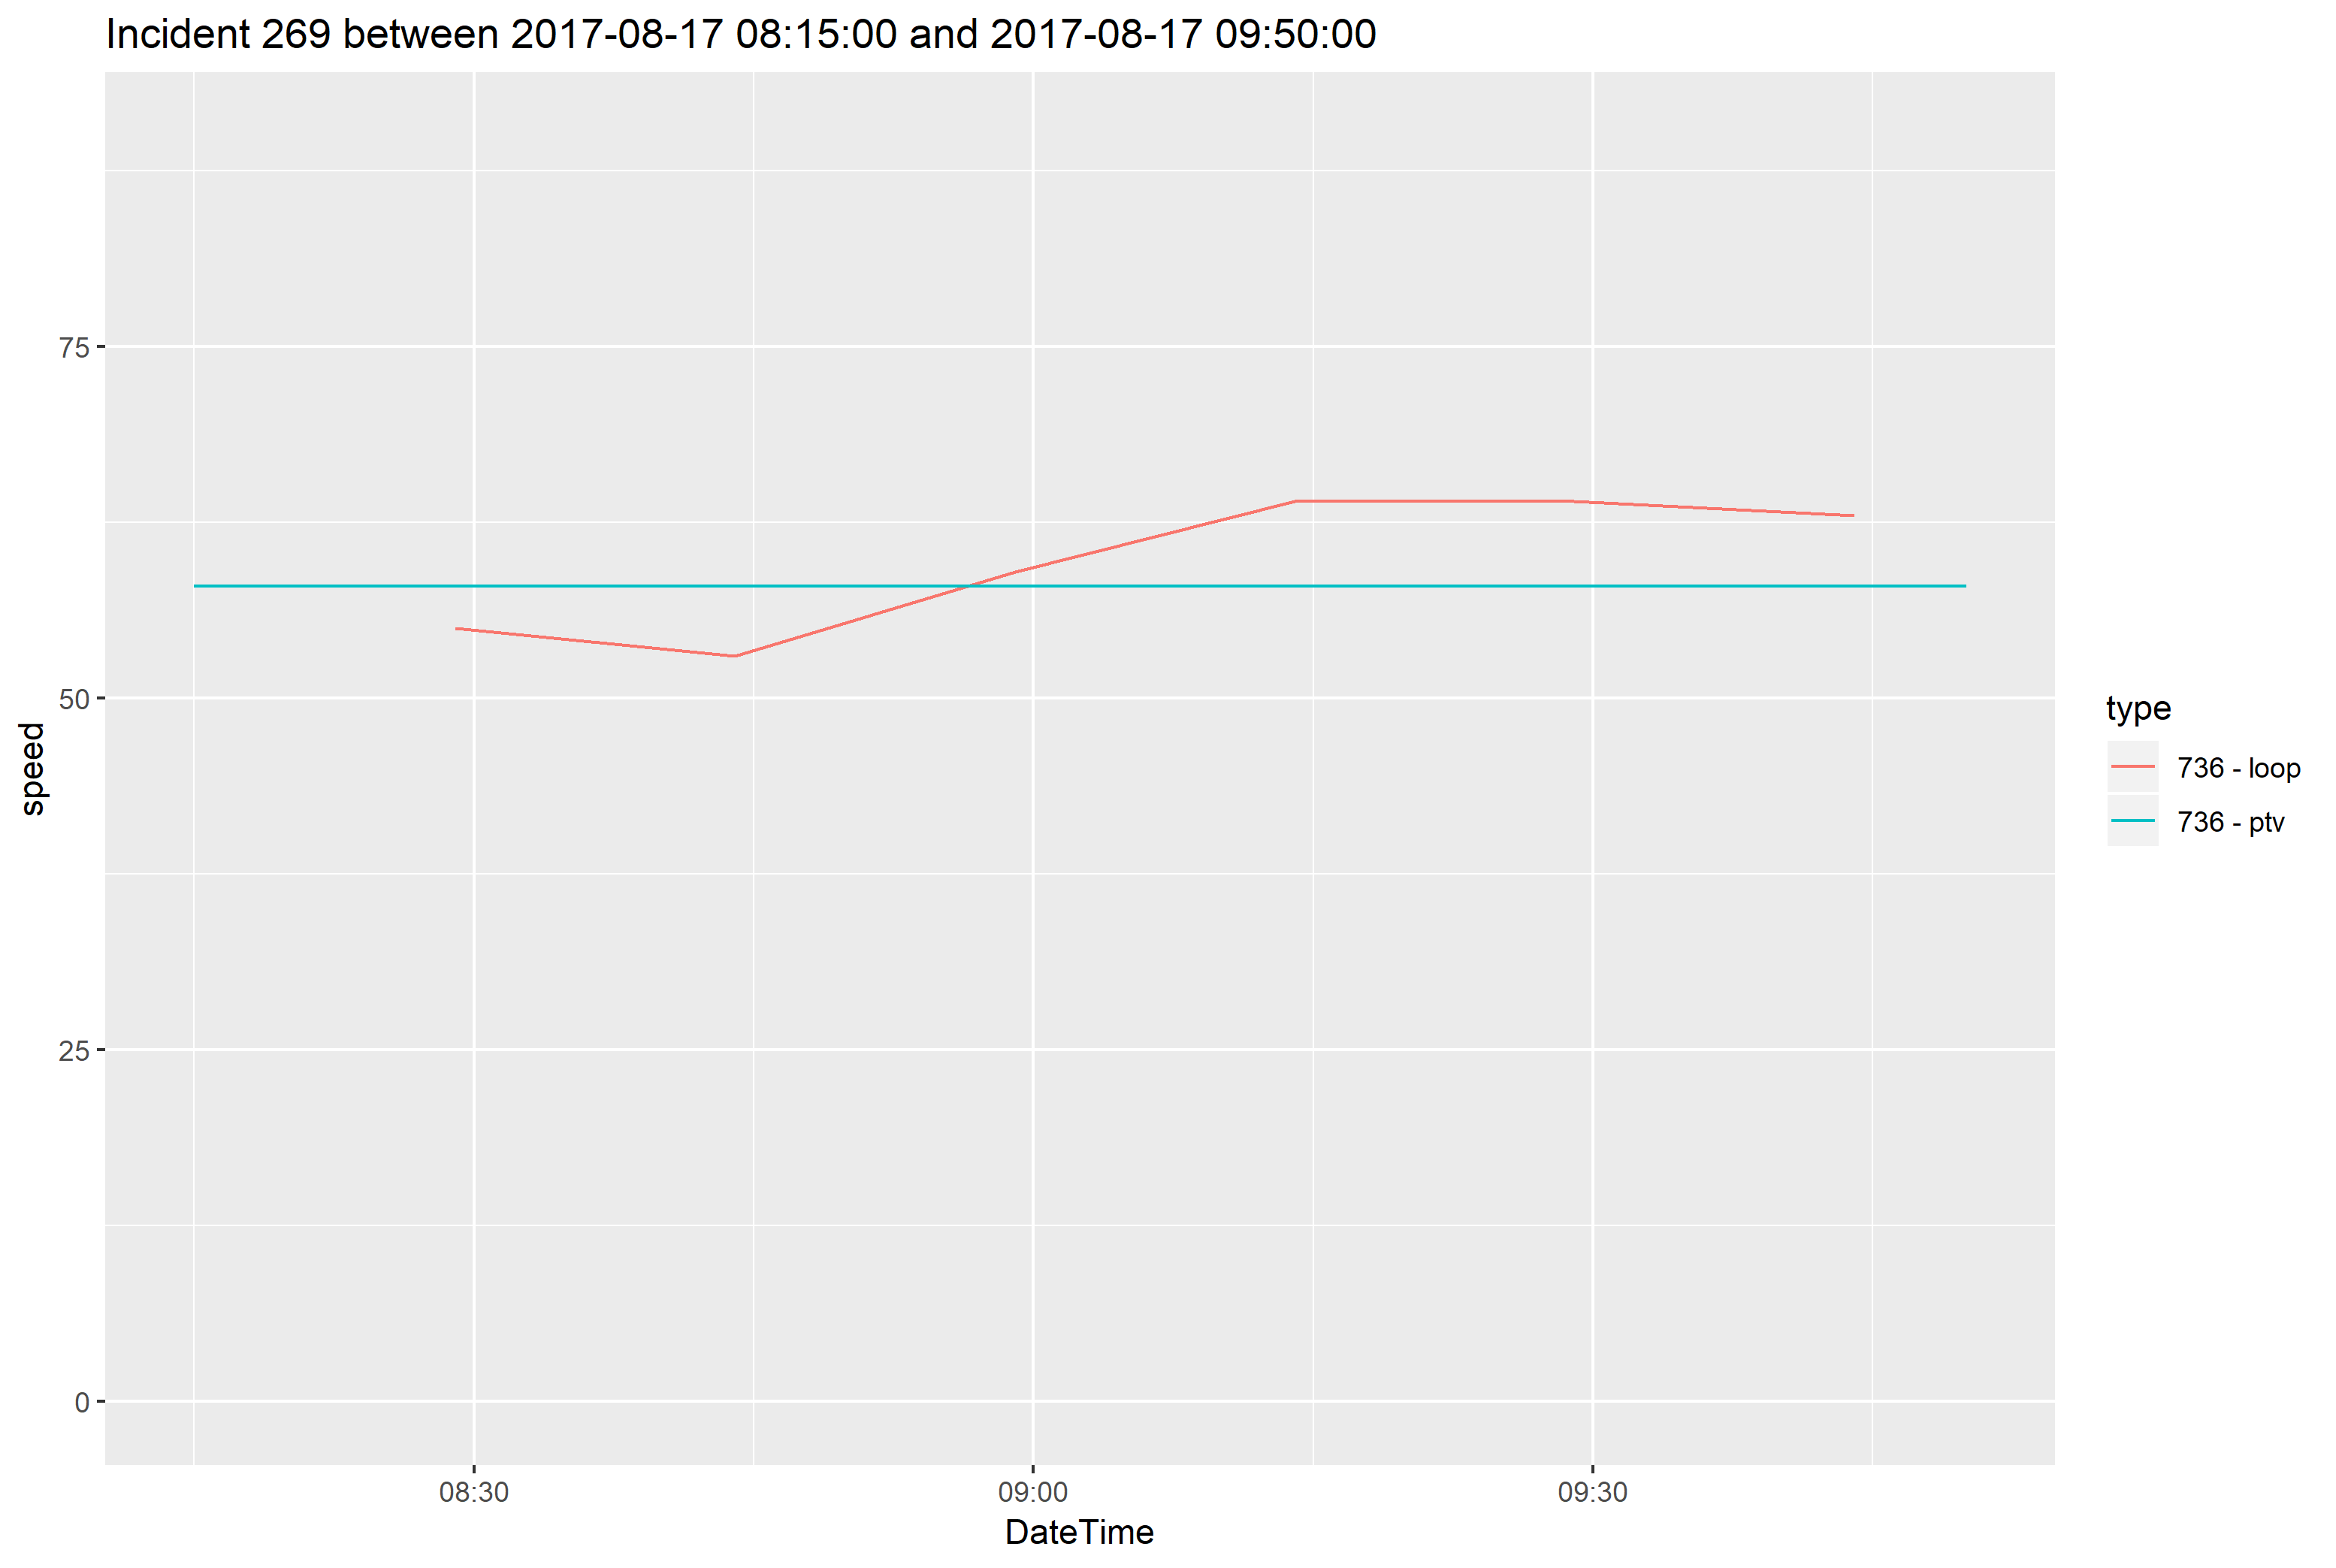 Incident 269 between 2017-08-17 08:15:00 and 2017-08-17 09:50:00
75
50
25
0
speed
08:30
09:00
09:30
DateTime
type
736 - loop
736 - ptv